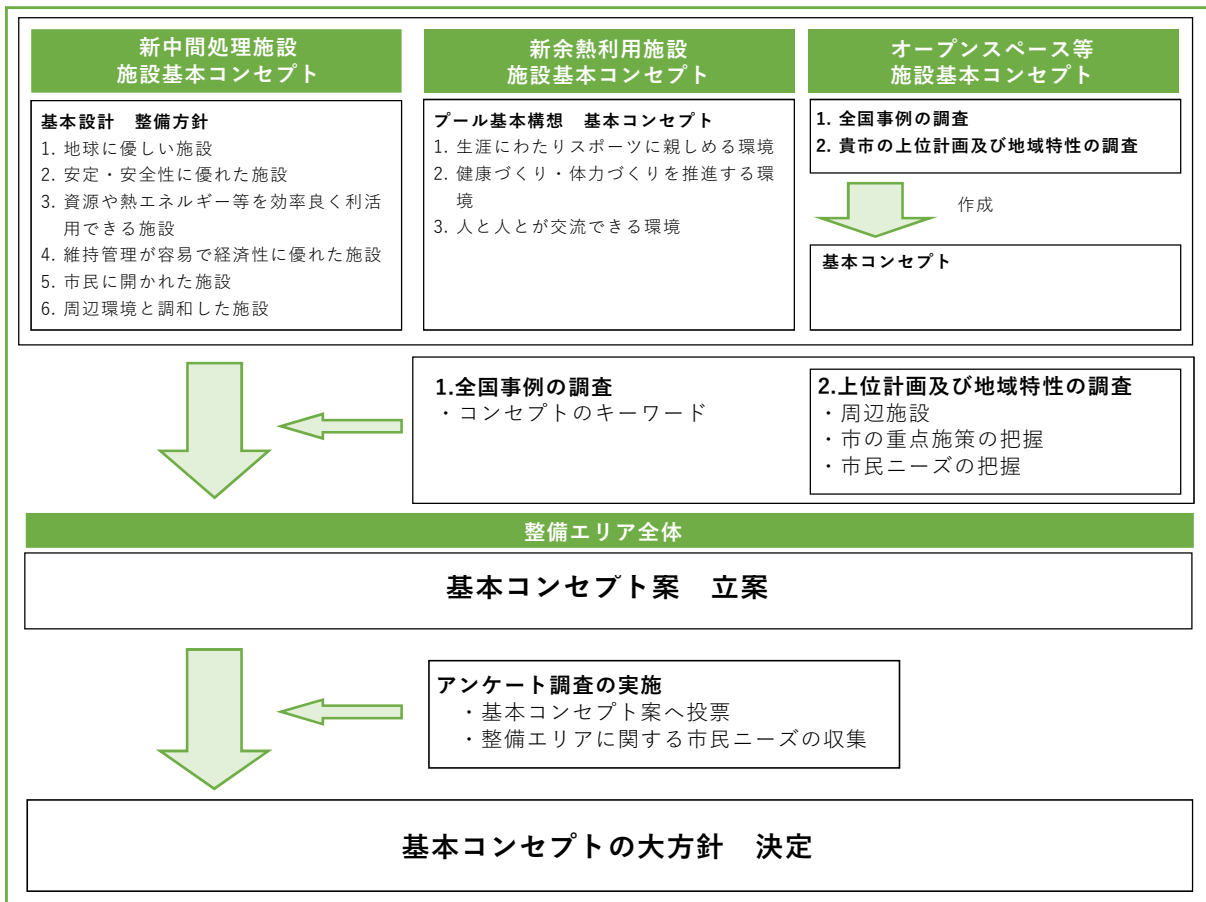 新中間処理施設
施設基本コンセプト
基本設計　整備方針
1. 地球に優しい施設
2. 安定・安全性に優れた施設
3. 資源や熱エネルギー等を効率良く利活
用できる施設
4. 維持管理が容易で経済性に優れた施設
5. 市民に開かれた施設
6. 周辺環境と調和した施設
新余熱利用施設
施設基本コンセプト
プール基本構想　基本コンセプト
1. 生涯にわたりスポーツに親しめる環境
2. 健康づくり・体力づくりを推進する環
境
3. 人と人とが交流できる環境
オープンスペース等
施設基本コンセプト
1. 全国事例の調査
2. 貴市の上位計画及び地域特性の調査
作成
基本コンセプト
1.全国事例の調査
・コンセプトのキーワード
2.上位計画及び地域特性の調査
・周辺施設
・市の重点施策の把握
・市民ニーズの把握
整備エリア全体
基本コンセプト案　立案
アンケート調査の実施
・基本コンセプト案へ投票
・整備エリアに関する市民ニーズの収集
基本コンセプトの大方針　決定